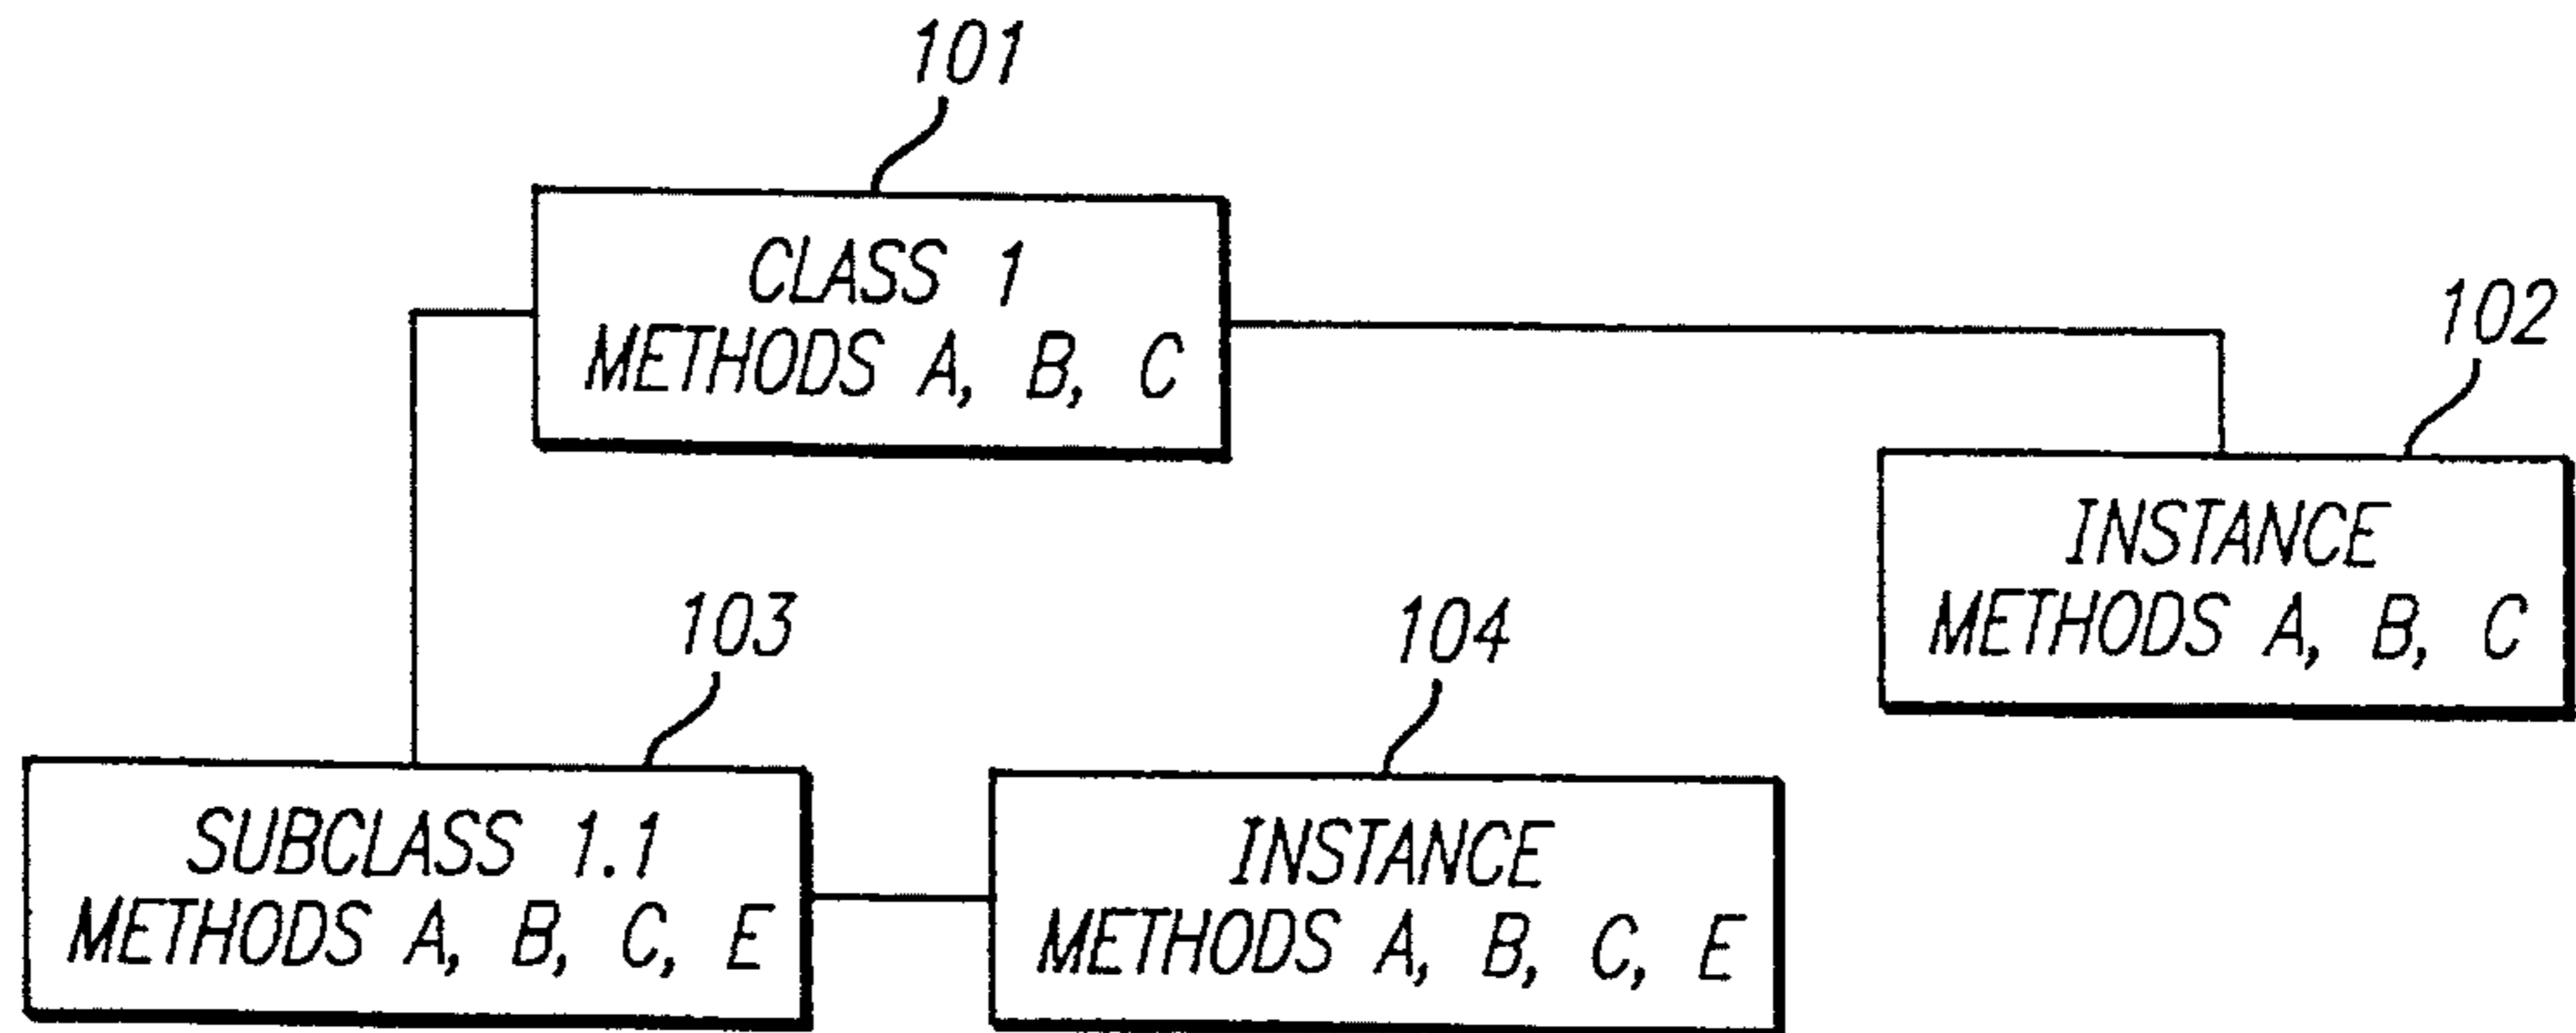 101
CLASS 1
METHODS A, B, C
102
INSTANCE
METHODS A, B, C
103
SUBCLASS 1.1
METHODS A, B, C, E
104
INSTANCE
METHODS A, B, C, E